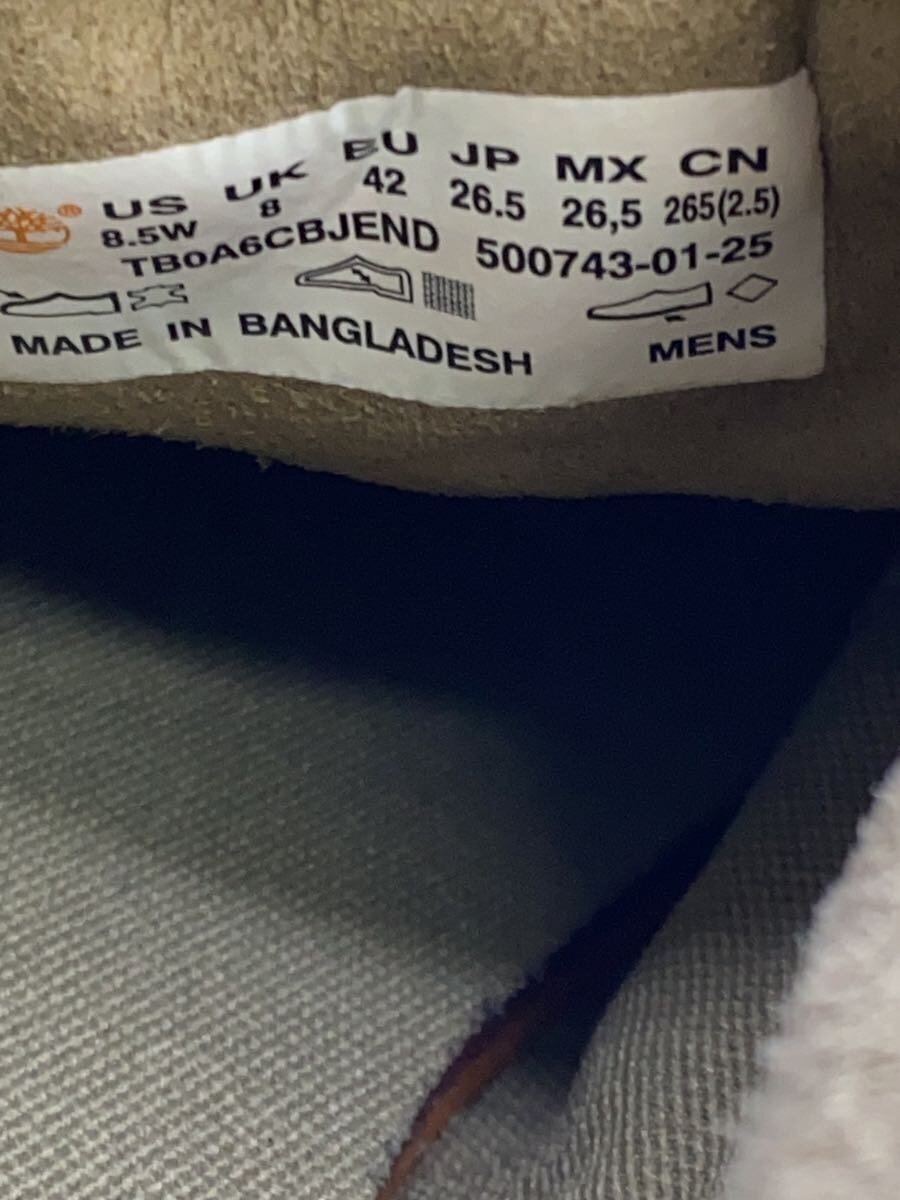 US UK EU JP MX CN
8.5W 8 42 26.5 26,5 265(2.5)
TB0A6CBJEND 500743-01-25
MADE IN BANGLADESH MENS
®